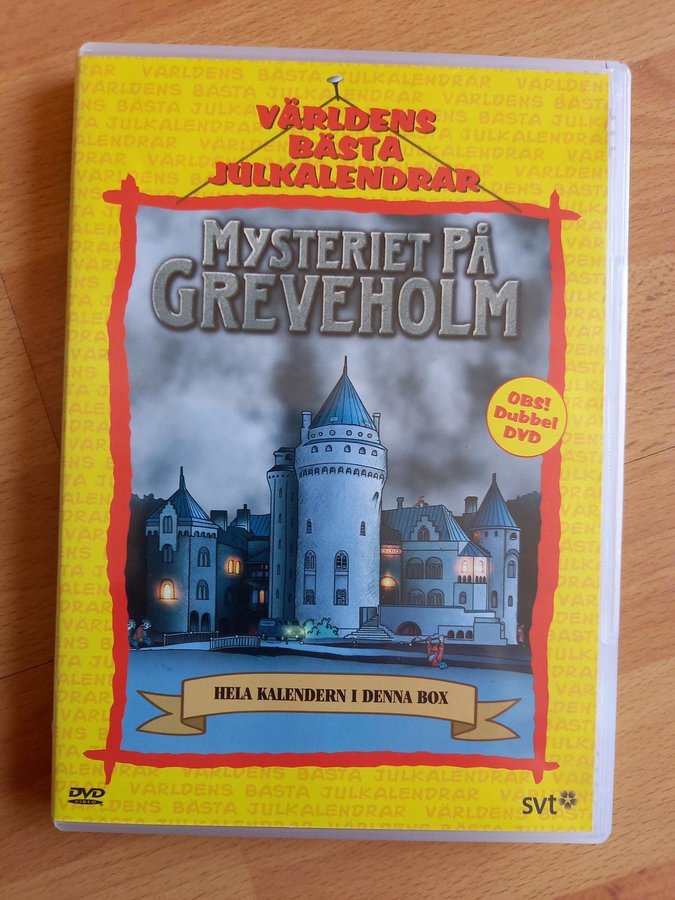 VÄRLDENS
BÄSTA
JULKALENDRAR
MYSTERIET PÅ
GREVEHOLM
OBS!
Dubbel
DVD
HELA KALENDERN I DENNA BOX
DVD
VIDEO
svt